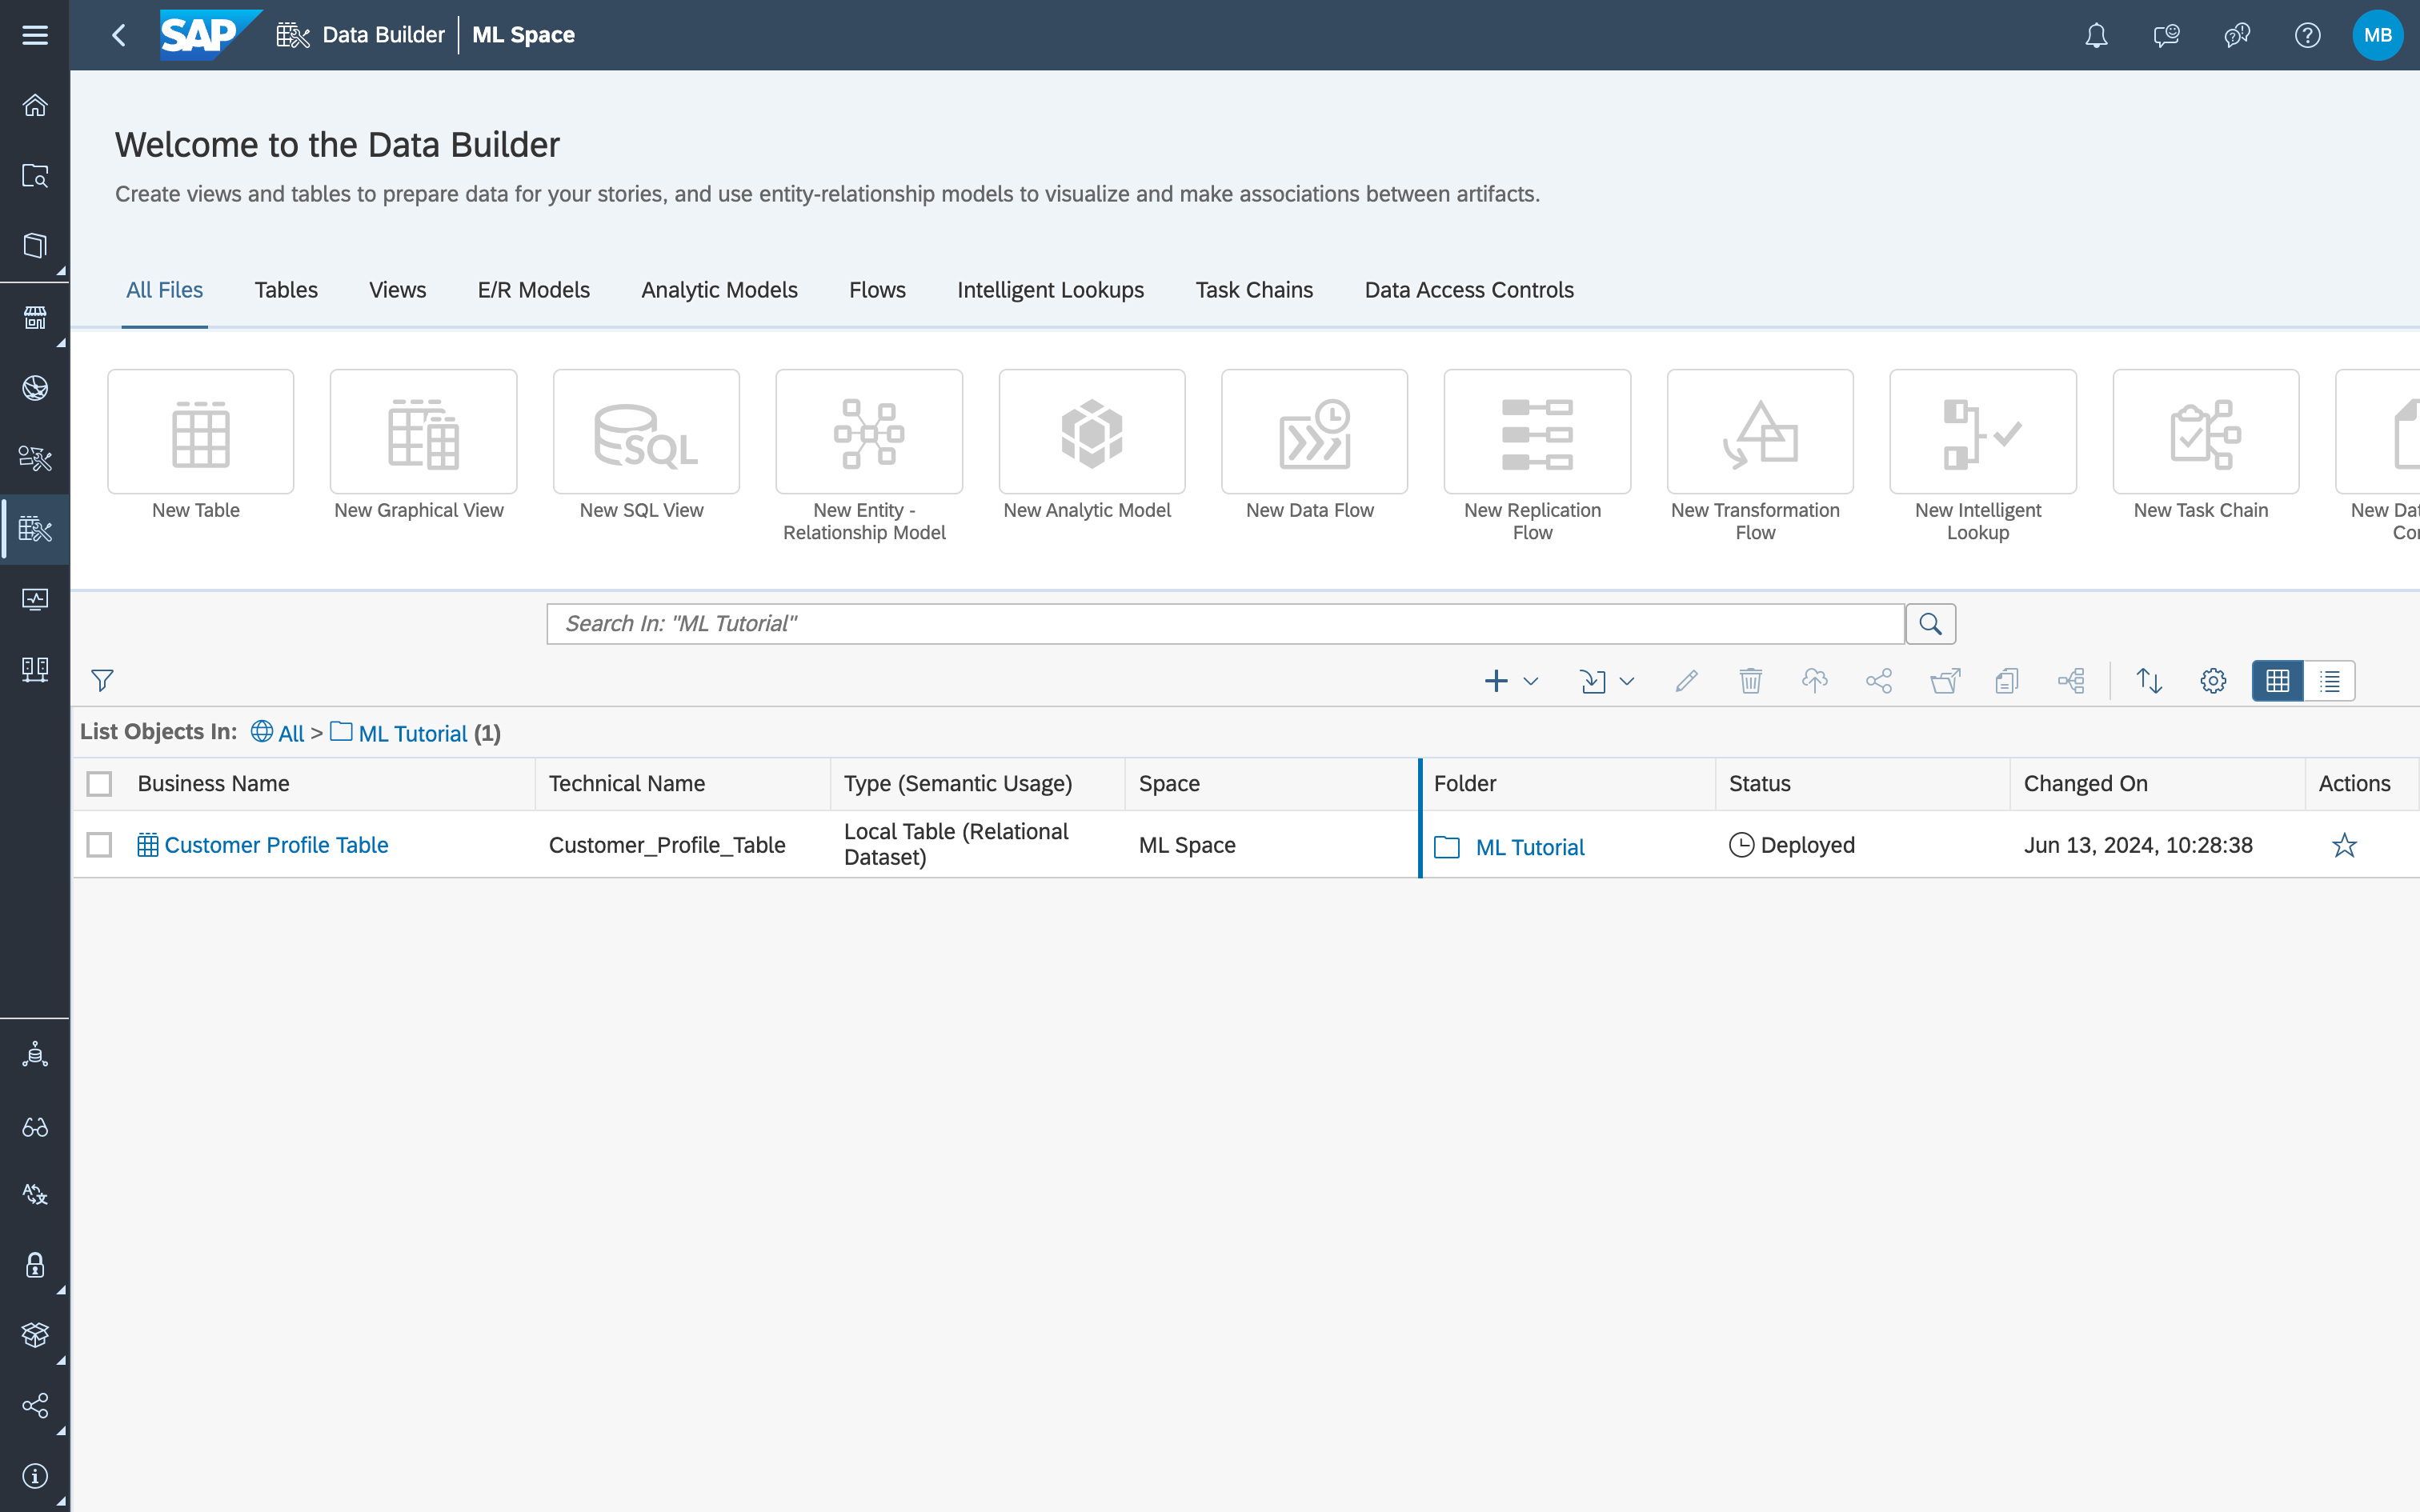 SAP Data Builder ML Space MB
Welcome to the Data Builder
Create views and tables to prepare data for your stories, and use entity-relationship models to visualize and make associations between artifacts.
All Files Tables Views E/R Models Analytic Models Flows Intelligent Lookups Task Chains Data Access Controls
SQL
New Table New Graphical View New SQL View New Entity - Relationship Model New Analytic Model New Data Flow New Replication Flow New Transformation Flow New Intelligent Lookup New Task Chain New
Search In: "ML Tutorial"
List Objects In: All > ML Tutorial (1)
Business Name Technical Name Type (Semantic Usage) Space Folder Status Changed On Actions
Customer Profile Table Customer_Profile_Table Local Table (Relational Dataset) ML Space ML Tutorial Deployed Jun 13, 2024, 10:28:38